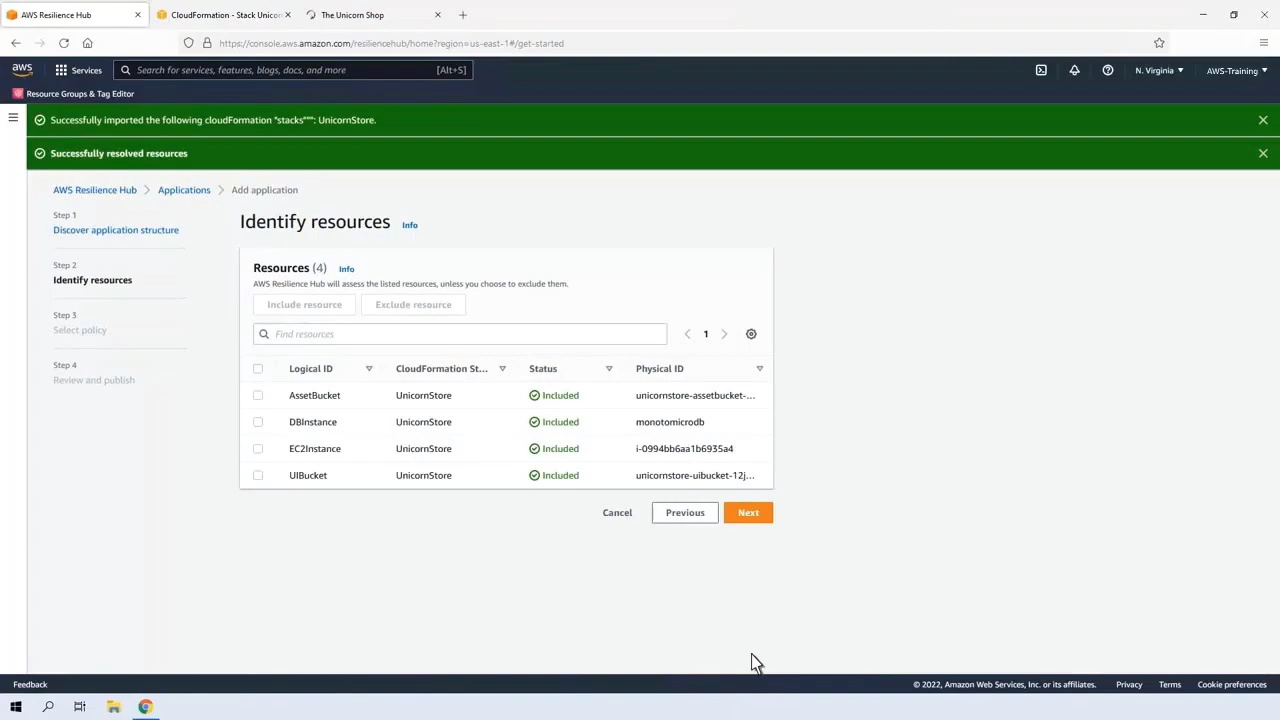 AWS Resilience Hub
CloudFormation - Stack Unicorn
The Unicorn Shop
https://console.aws.amazon.com/resiliencehub/home?region=us-east-1#/get-started
aws
Services
Search for services, features, blogs, docs, and more
[Alt+S]
N. Virginia
AWS-Training
Resource Groups & Tag Editor
Successfully imported the following cloudFormation "stacks""": UnicornStore.
Successfully resolved resources
AWS Resilience Hub
Applications
Add application
Step 1
Discover application structure
Step 2
Identify resources
Step 3
Select policy
Step 4
Review and publish
Identify resources
Info
Resources (4)
Info
AWS Resilience Hub will assess the listed resources, unless you choose to exclude them.
Include resource
Exclude resource
Find resources
1
Logical ID
CloudFormation St...
Status
Physical ID
AssetBucket
UnicornStore
Included
unicornstore-assetbucket-...
DBInstance
UnicornStore
Included
monotomicrodb
EC2Instance
UnicornStore
Included
i-0994bb6aa1b6935a4
UIBucket
UnicornStore
Included
unicornstore-uibucket-12j...
Cancel
Previous
Next
Feedback
© 2022, Amazon Web Services, Inc. or its affiliates.
Privacy
Terms
Cookie preferences